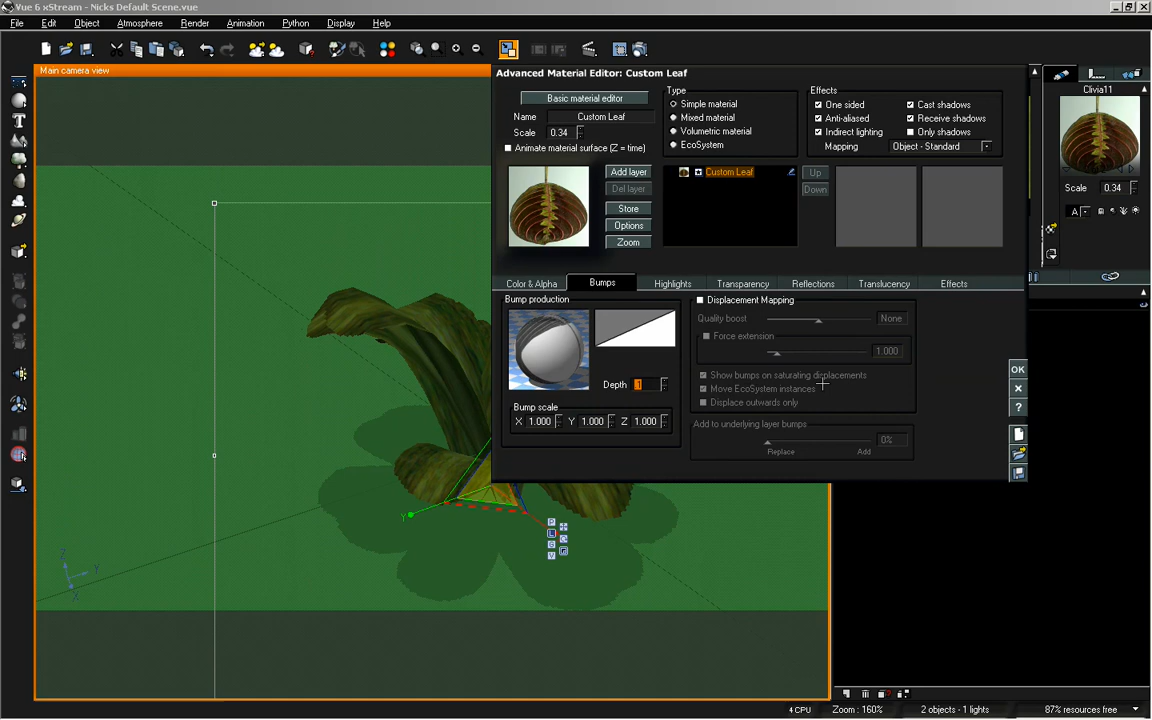 Vue 6 xStream - Nicks Default Scene.vue
File Edit Object Atmosphere Render Animation Python Display Help
Main camera view
Advanced Material Editor: Custom Leaf
Basic material editor
Name Custom Leaf
Scale 0.34
Animate material surface (Z = time)
Type
Simple material
Mixed material
Volumetric material
EcoSystem
Effects
One sided Cast shadows
Anti-aliased Receive shadows
Indirect lighting Only shadows
Mapping Object - Standard
Clivia11
Scale 0.34
A
Add layer
Del layer
Store
Options
Zoom
Custom Leaf
Up
Down
Color & Alpha Bumps Highlights Transparency Reflections Translucency Effects
Bump production
Depth .1
Bump scale
X 1.000 Y 1.000 Z 1.000
Displacement Mapping
Quality boost None
Force extension
1.000
Show bumps on saturating displacements
Move EcoSystem instances
Displace outwards only
Add to underlying layer bumps
0%
Replace Add
OK
?
Y
P
V
Z
Y
X
4 CPU Zoom : 160% 2 objects - 1 lights 87% resources free